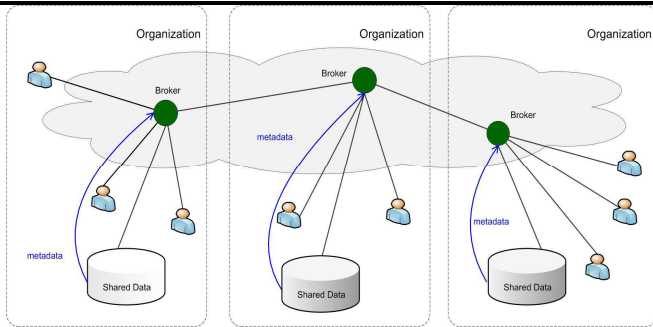 Organization
Organization
Organization
Broker
Broker
Broker
metadata
metadata
metadata
Shared Data
Shared Data
Shared Data